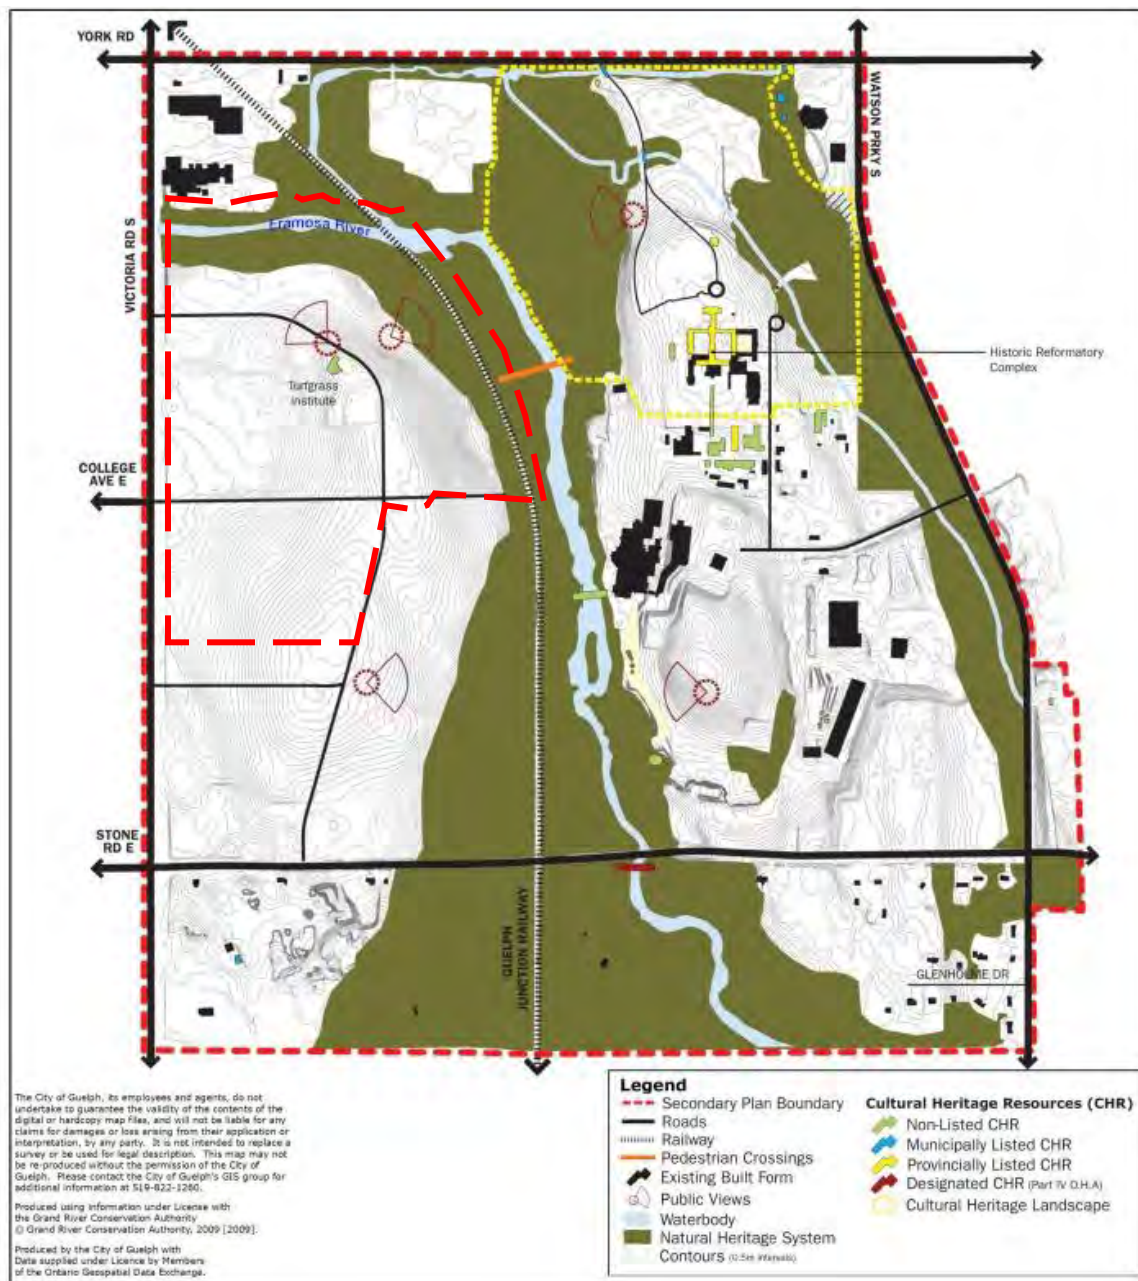 YORK RD
WATSON PRKY S
VICTORIA RD S
Eramosa River
Turfgrass
Institute
Historic Reformatory
Complex
COLLEGE
AVE E
STONE
RD E
GUELPH
JUNCTION RAILWAY
GLENHOLME DR
The City of Guelph, its employees and agents, do not
undertake to guarantee the validity of the contents of the
digital or hardcopy map files, and will not be liable for any
claims for damages or loss arising from their application or
interpretation, by any party. It is not intended to replace a
survey or be used for legal description. This map may not
be re-produced without the permission of the City of
Guelph. Please contact the City of Guelph's GIS group for
additional information at 519-822-1260.
Produced using information under License with
the Grand River Conservation Authority
© Grand River Conservation Authority, 2009 [2009].
Produced by the City of Guelph with
Data supplied under Licence by Members
of the Ontario Geospatial Data Exchange.
Legend
Secondary Plan Boundary
Roads
Railway
Pedestrian Crossings
Existing Built Form
Public Views
Waterbody
Natural Heritage System
Contours (0.5m intervals)
Cultural Heritage Resources (CHR)
Non-Listed CHR
Municipally Listed CHR
Provincially Listed CHR
Designated CHR (Part IV O.H.A)
Cultural Heritage Landscape